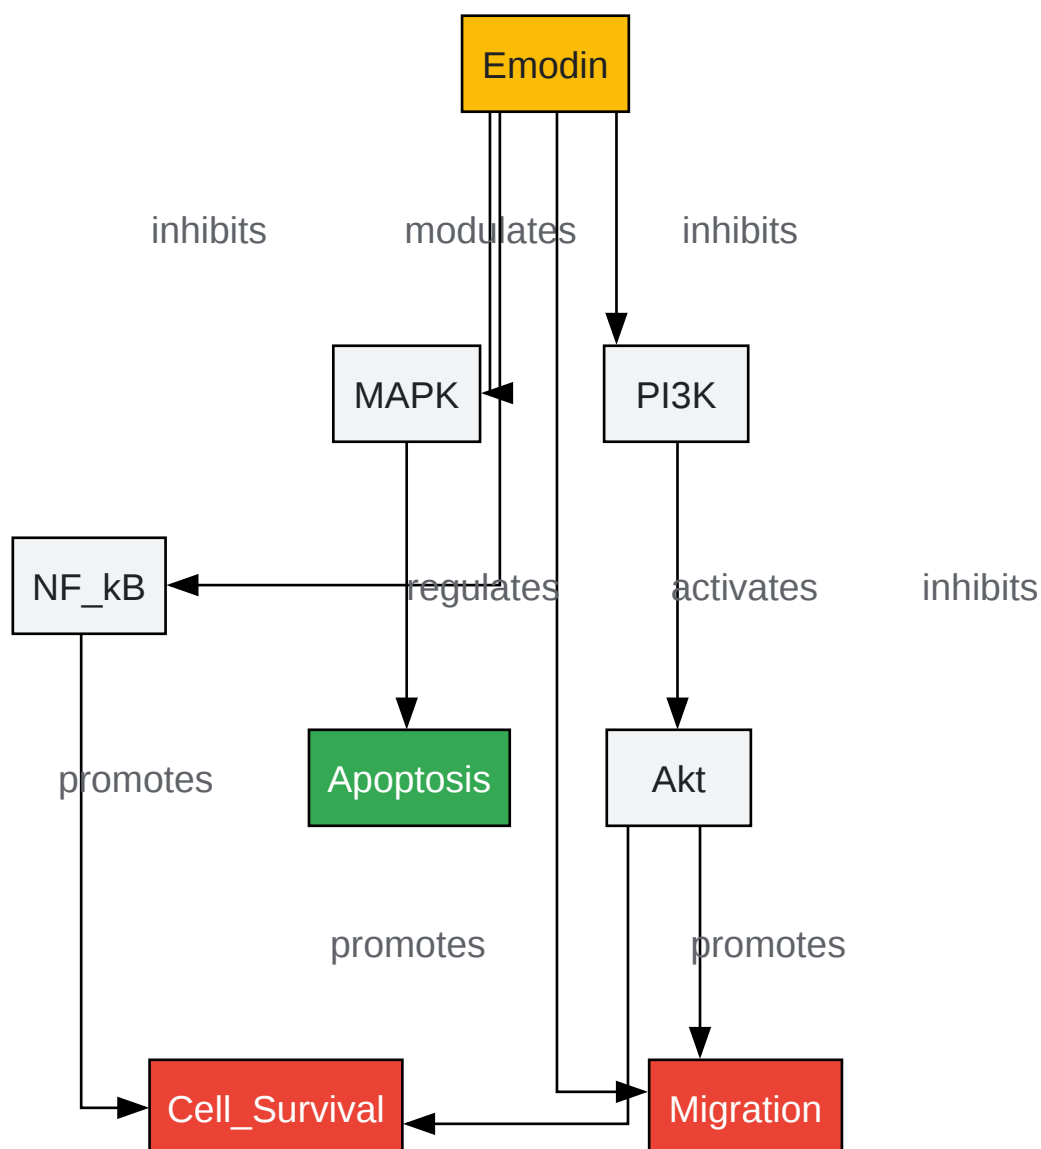 Emodin
inhibits
modulates
inhibits
MAPK
PI3K
NF_kB
regulates
activates
inhibits
promotes
Apoptosis
Akt
promotes
promotes
Cell_Survival
Migration